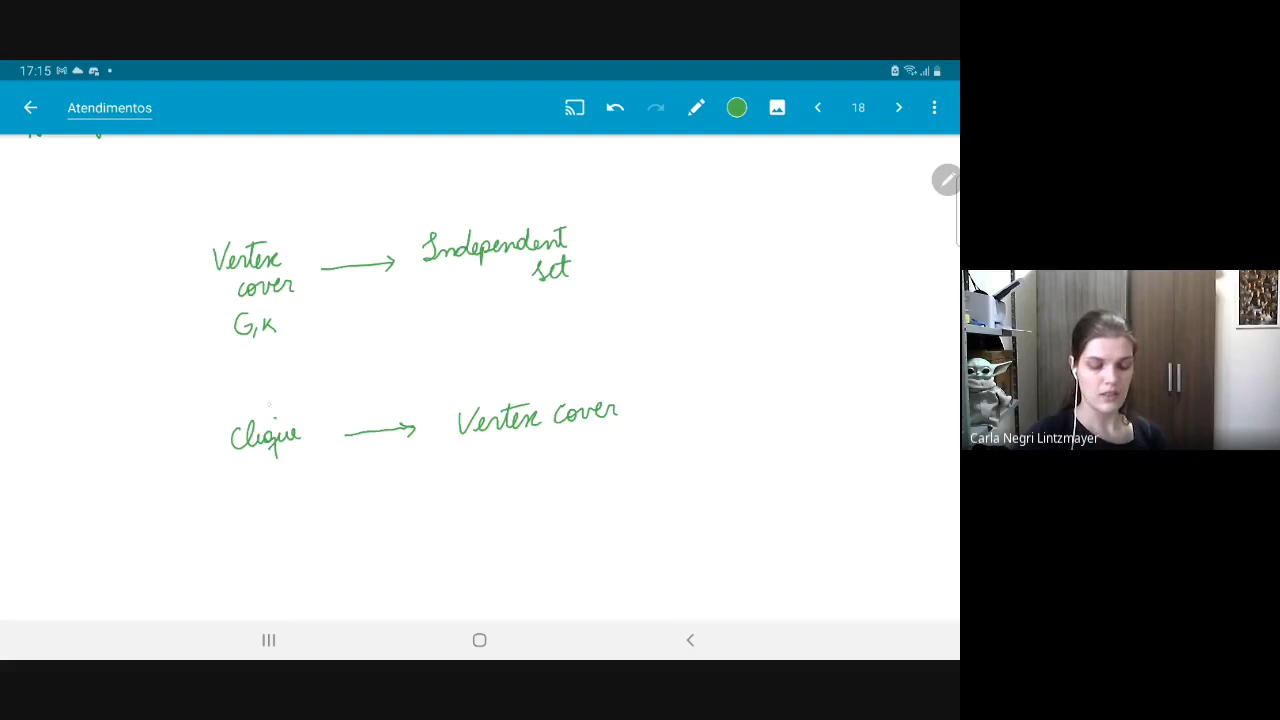 17:15
Atendimentos
18
Vertex
cover
G,K
Independent
set
Clique
Vertex cover
Carla Negri Lintzmayer